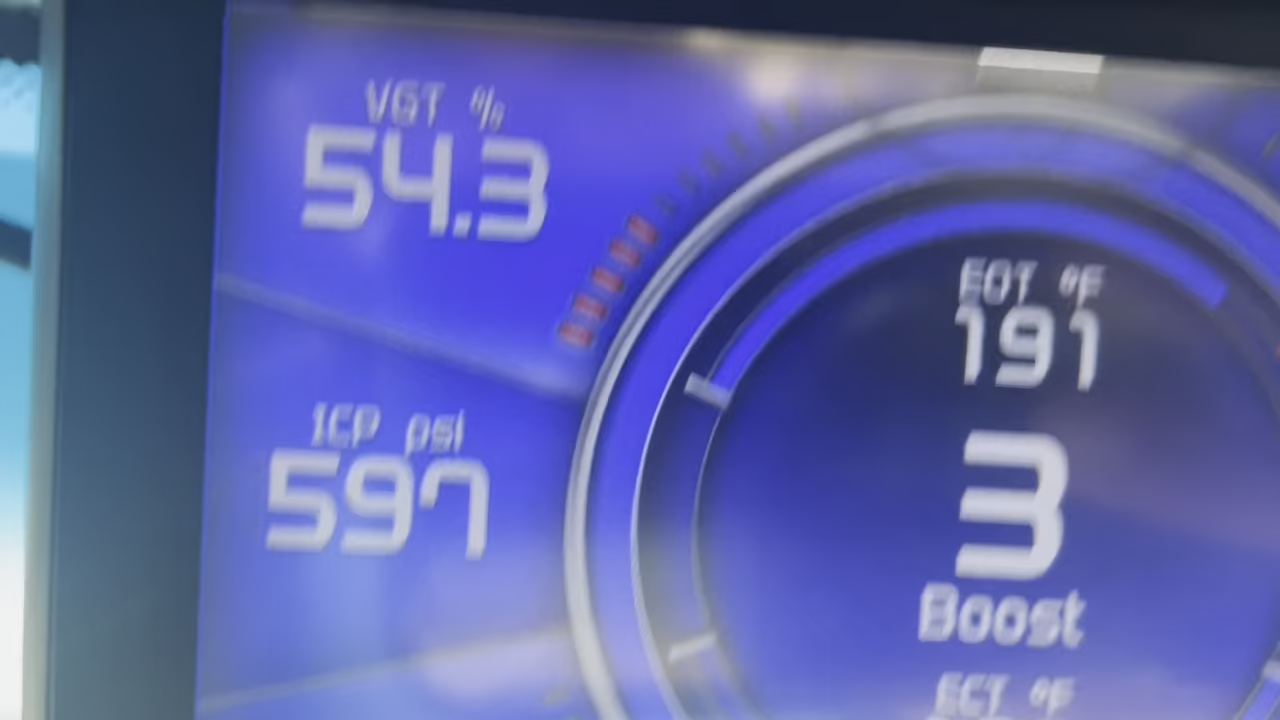 VGT %
54.3
ICP psi
597
EOT °F
191
3
Boost
ECT °F